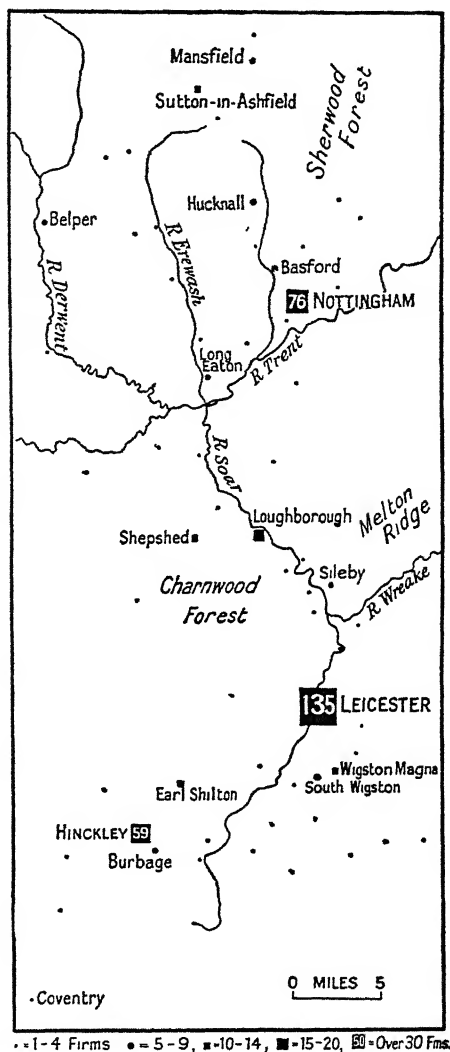 Mansfield
Sutton-in-Ashfield
Sherwood
Forest
Hucknall
Belper
R Erewash
Basford
R Derwent
76 NOTTINGHAM
Long
Eaton
R Trent
R Soar
Loughborough
Melton
Ridge
Shepshed
Sileby
Charnwood
Forest
R Wreake
135 LEICESTER
Wigston Magna
South Wigston
Earl Shilton
HINCKLEY 59
Burbage
0 MILES 5
Coventry
· = 1-4 Firms • = 5-9, ▪ = 10-14, ■ = 15-20, 50 = Over 30 Fms.